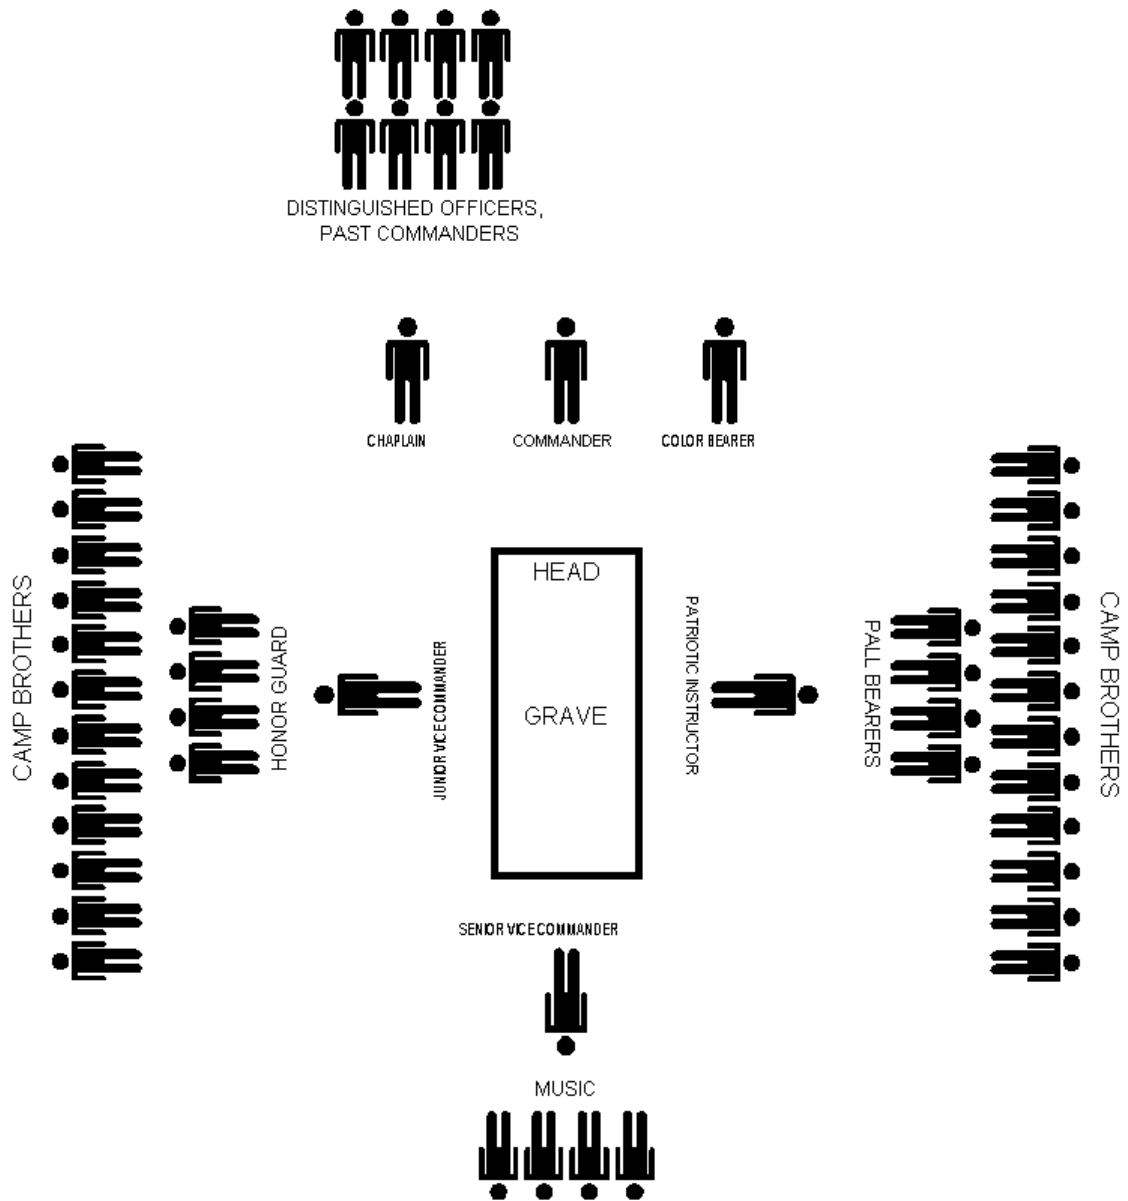 DISTINGUISHED OFFICERS,
PAST COMMANDERS
CHAPLAIN
COMMANDER
COLOR BEARER
CAMP BROTHERS
HONOR GUARD
JUNIOR VICE COMMANDER
HEAD
GRAVE
PATRIOTIC INSTRUCTOR
PALL BEARERS
CAMP BROTHERS
SENIOR VICE COMMANDER
MUSIC